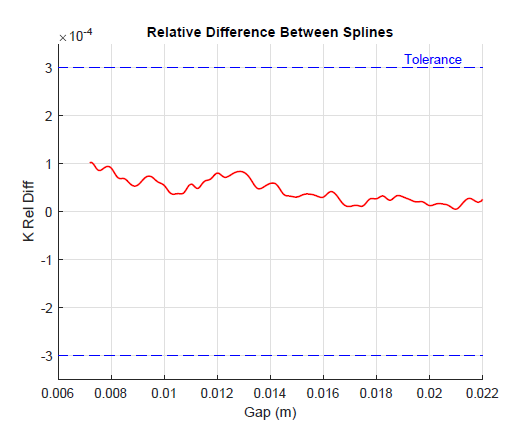 Relative Difference Between Splines
×10⁻⁴
Tolerance
3
2
1
0
-1
-2
-3
K Rel Diff
0.006 0.008 0.01 0.012 0.014 0.016 0.018 0.02 0.022
Gap (m)